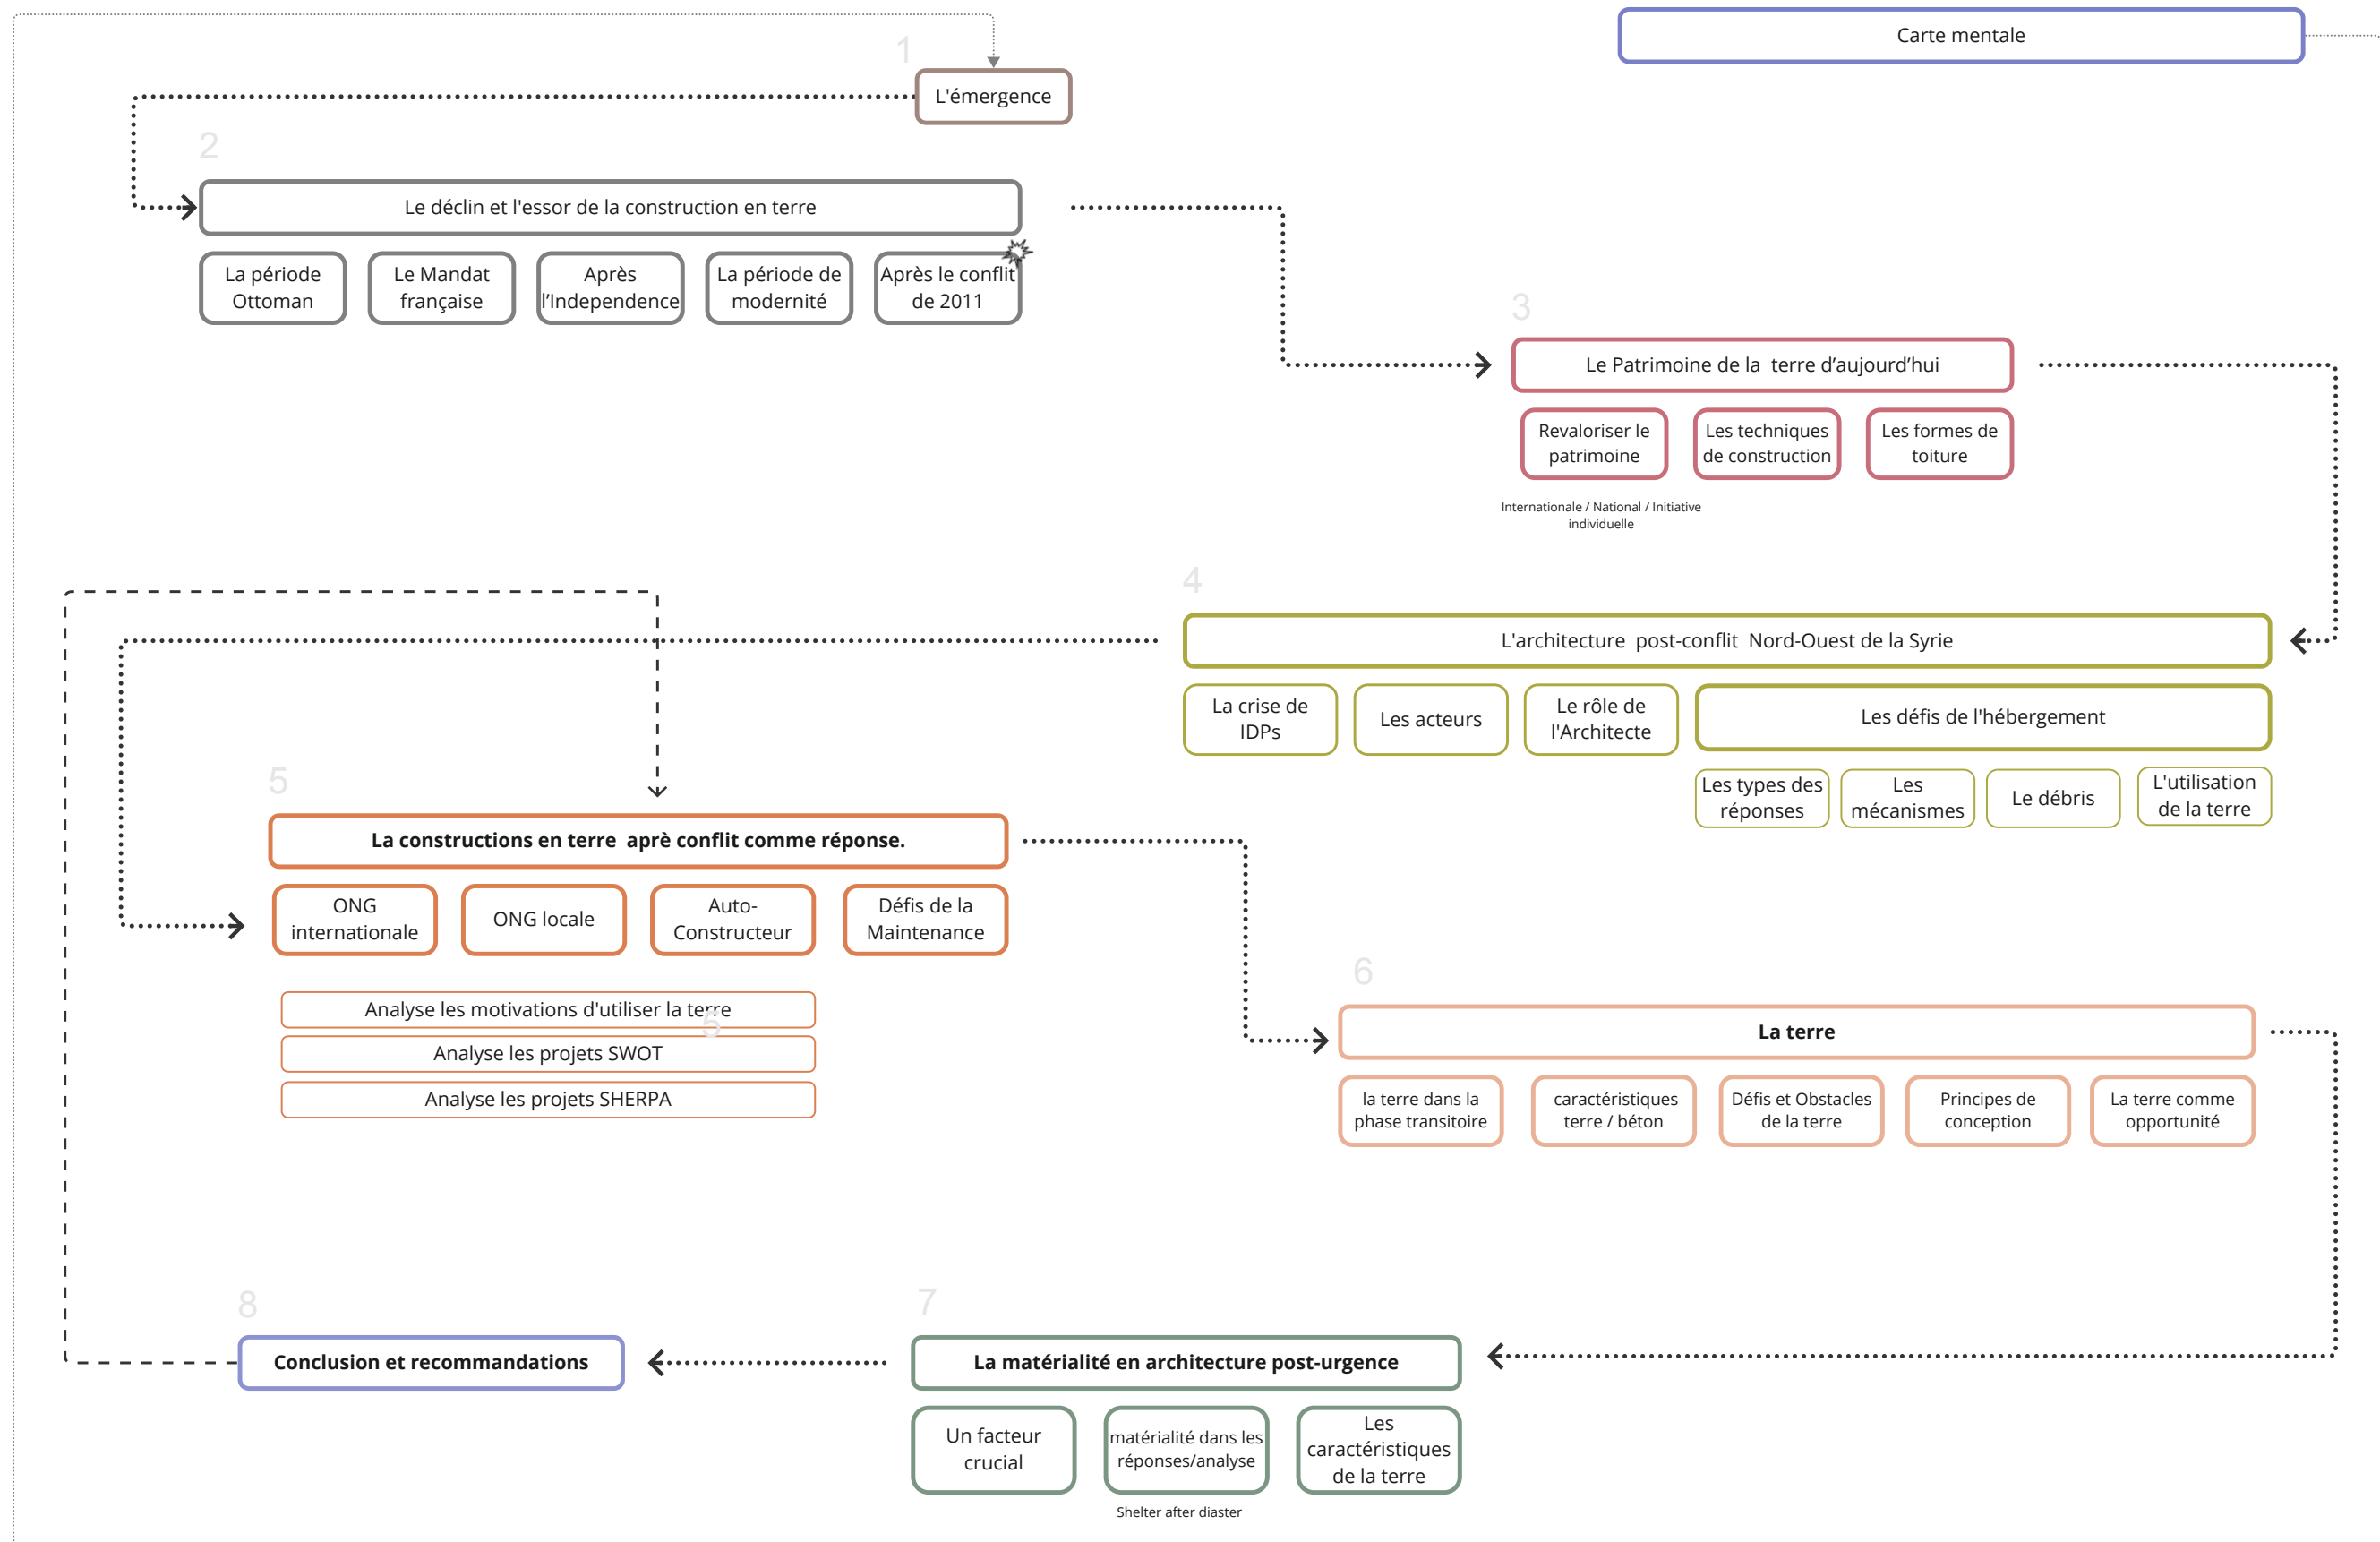 Carte mentale
1
L'émergence
2
Le déclin et l'essor de la construction en terre
La période
Ottoman
Le Mandat
française
Après
l’Independence
La période de
modernité
Après le conflit
de 2011
3
Le Patrimoine de la terre d’aujourd’hui
Revaloriser le
patrimoine
Les techniques
de construction
Les formes de
toiture
Internationale / National / Initiative
individuelle
4
L'architecture post-conflit Nord-Ouest de la Syrie
La crise de
IDPs
Les acteurs
Le rôle de
l'Architecte
Les défis de l'hébergement
Les types des
réponses
Les
mécanismes
Le débris
L'utilisation
de la terre
5
La constructions en terre aprè conflit comme réponse.
ONG
internationale
ONG locale
Auto-
Constructeur
Défis de la
Maintenance
Analyse les motivations d'utiliser la terre
5
Analyse les projets SWOT
Analyse les projets SHERPA
6
La terre
la terre dans la
phase transitoire
caractéristiques
terre / béton
Défis et Obstacles
de la terre
Principes de
conception
La terre comme
opportunité
7
La matérialité en architecture post-urgence
Un facteur
crucial
matérialité dans les
réponses/analyse
Les
caractéristiques
de la terre
Shelter after diaster
8
Conclusion et recommandations